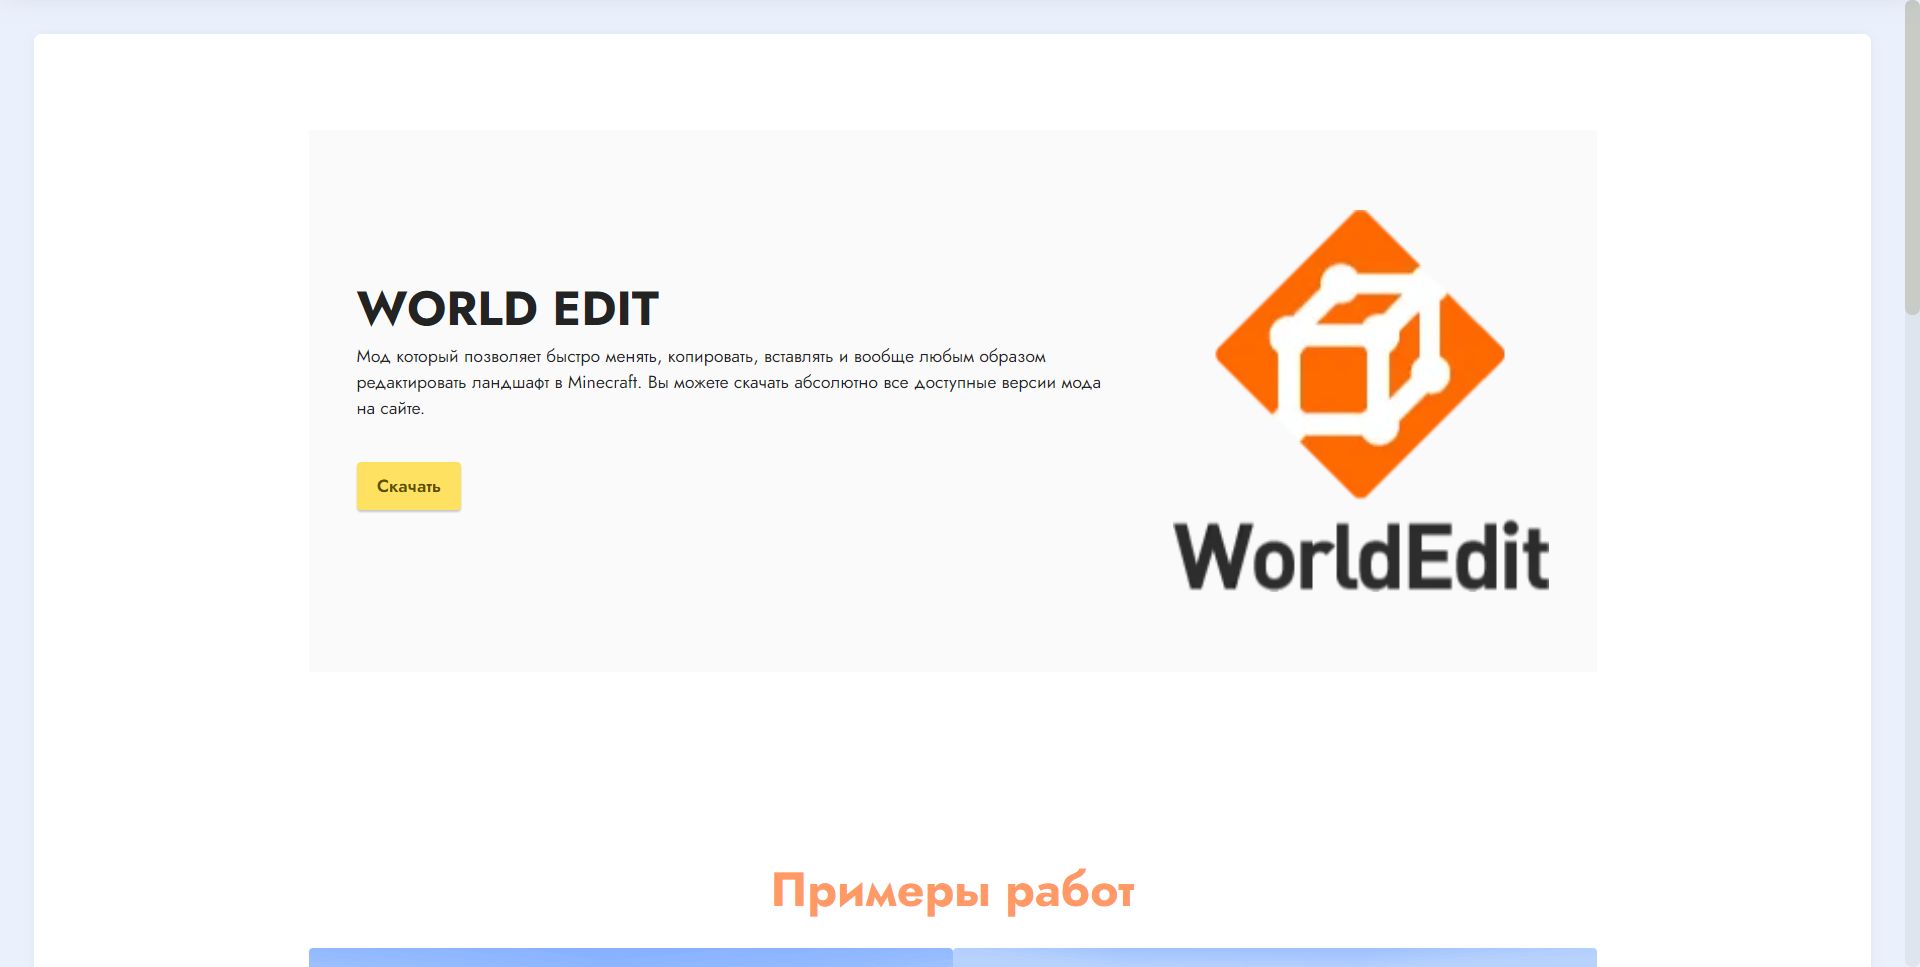 WORLD EDIT
Мод который позволяет быстро менять, копировать, вставлять и вообще любым образом
редактировать ландшафт в Minecraft. Вы можете скачать абсолютно все доступные версии мода
на сайте.
Скачать
WorldEdit
Примеры работ